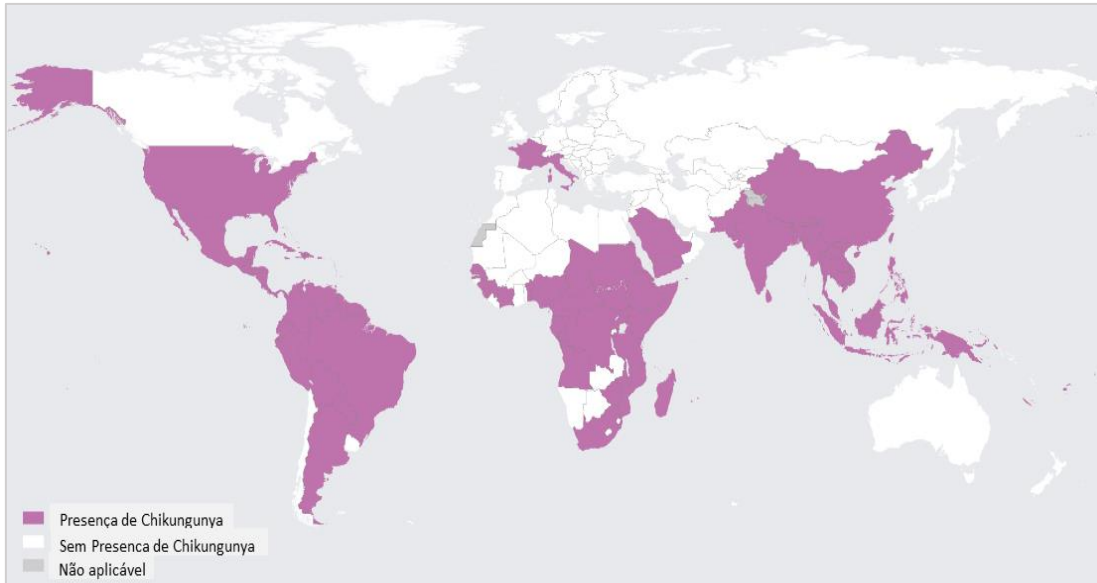 Presença de Chikungunya
Sem Presenca de Chikungunya
Não aplicável